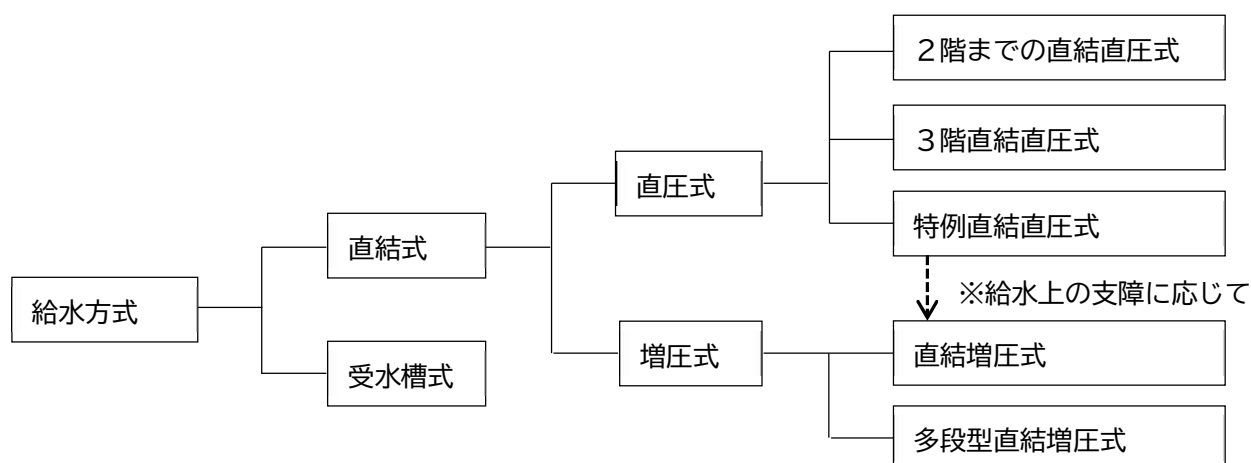 給水方式
直結式
受水槽式
直圧式
増圧式
２階までの直結直圧式
３階直結直圧式
特例直結直圧式
※給水上の支障に応じて
直結増圧式
多段型直結増圧式